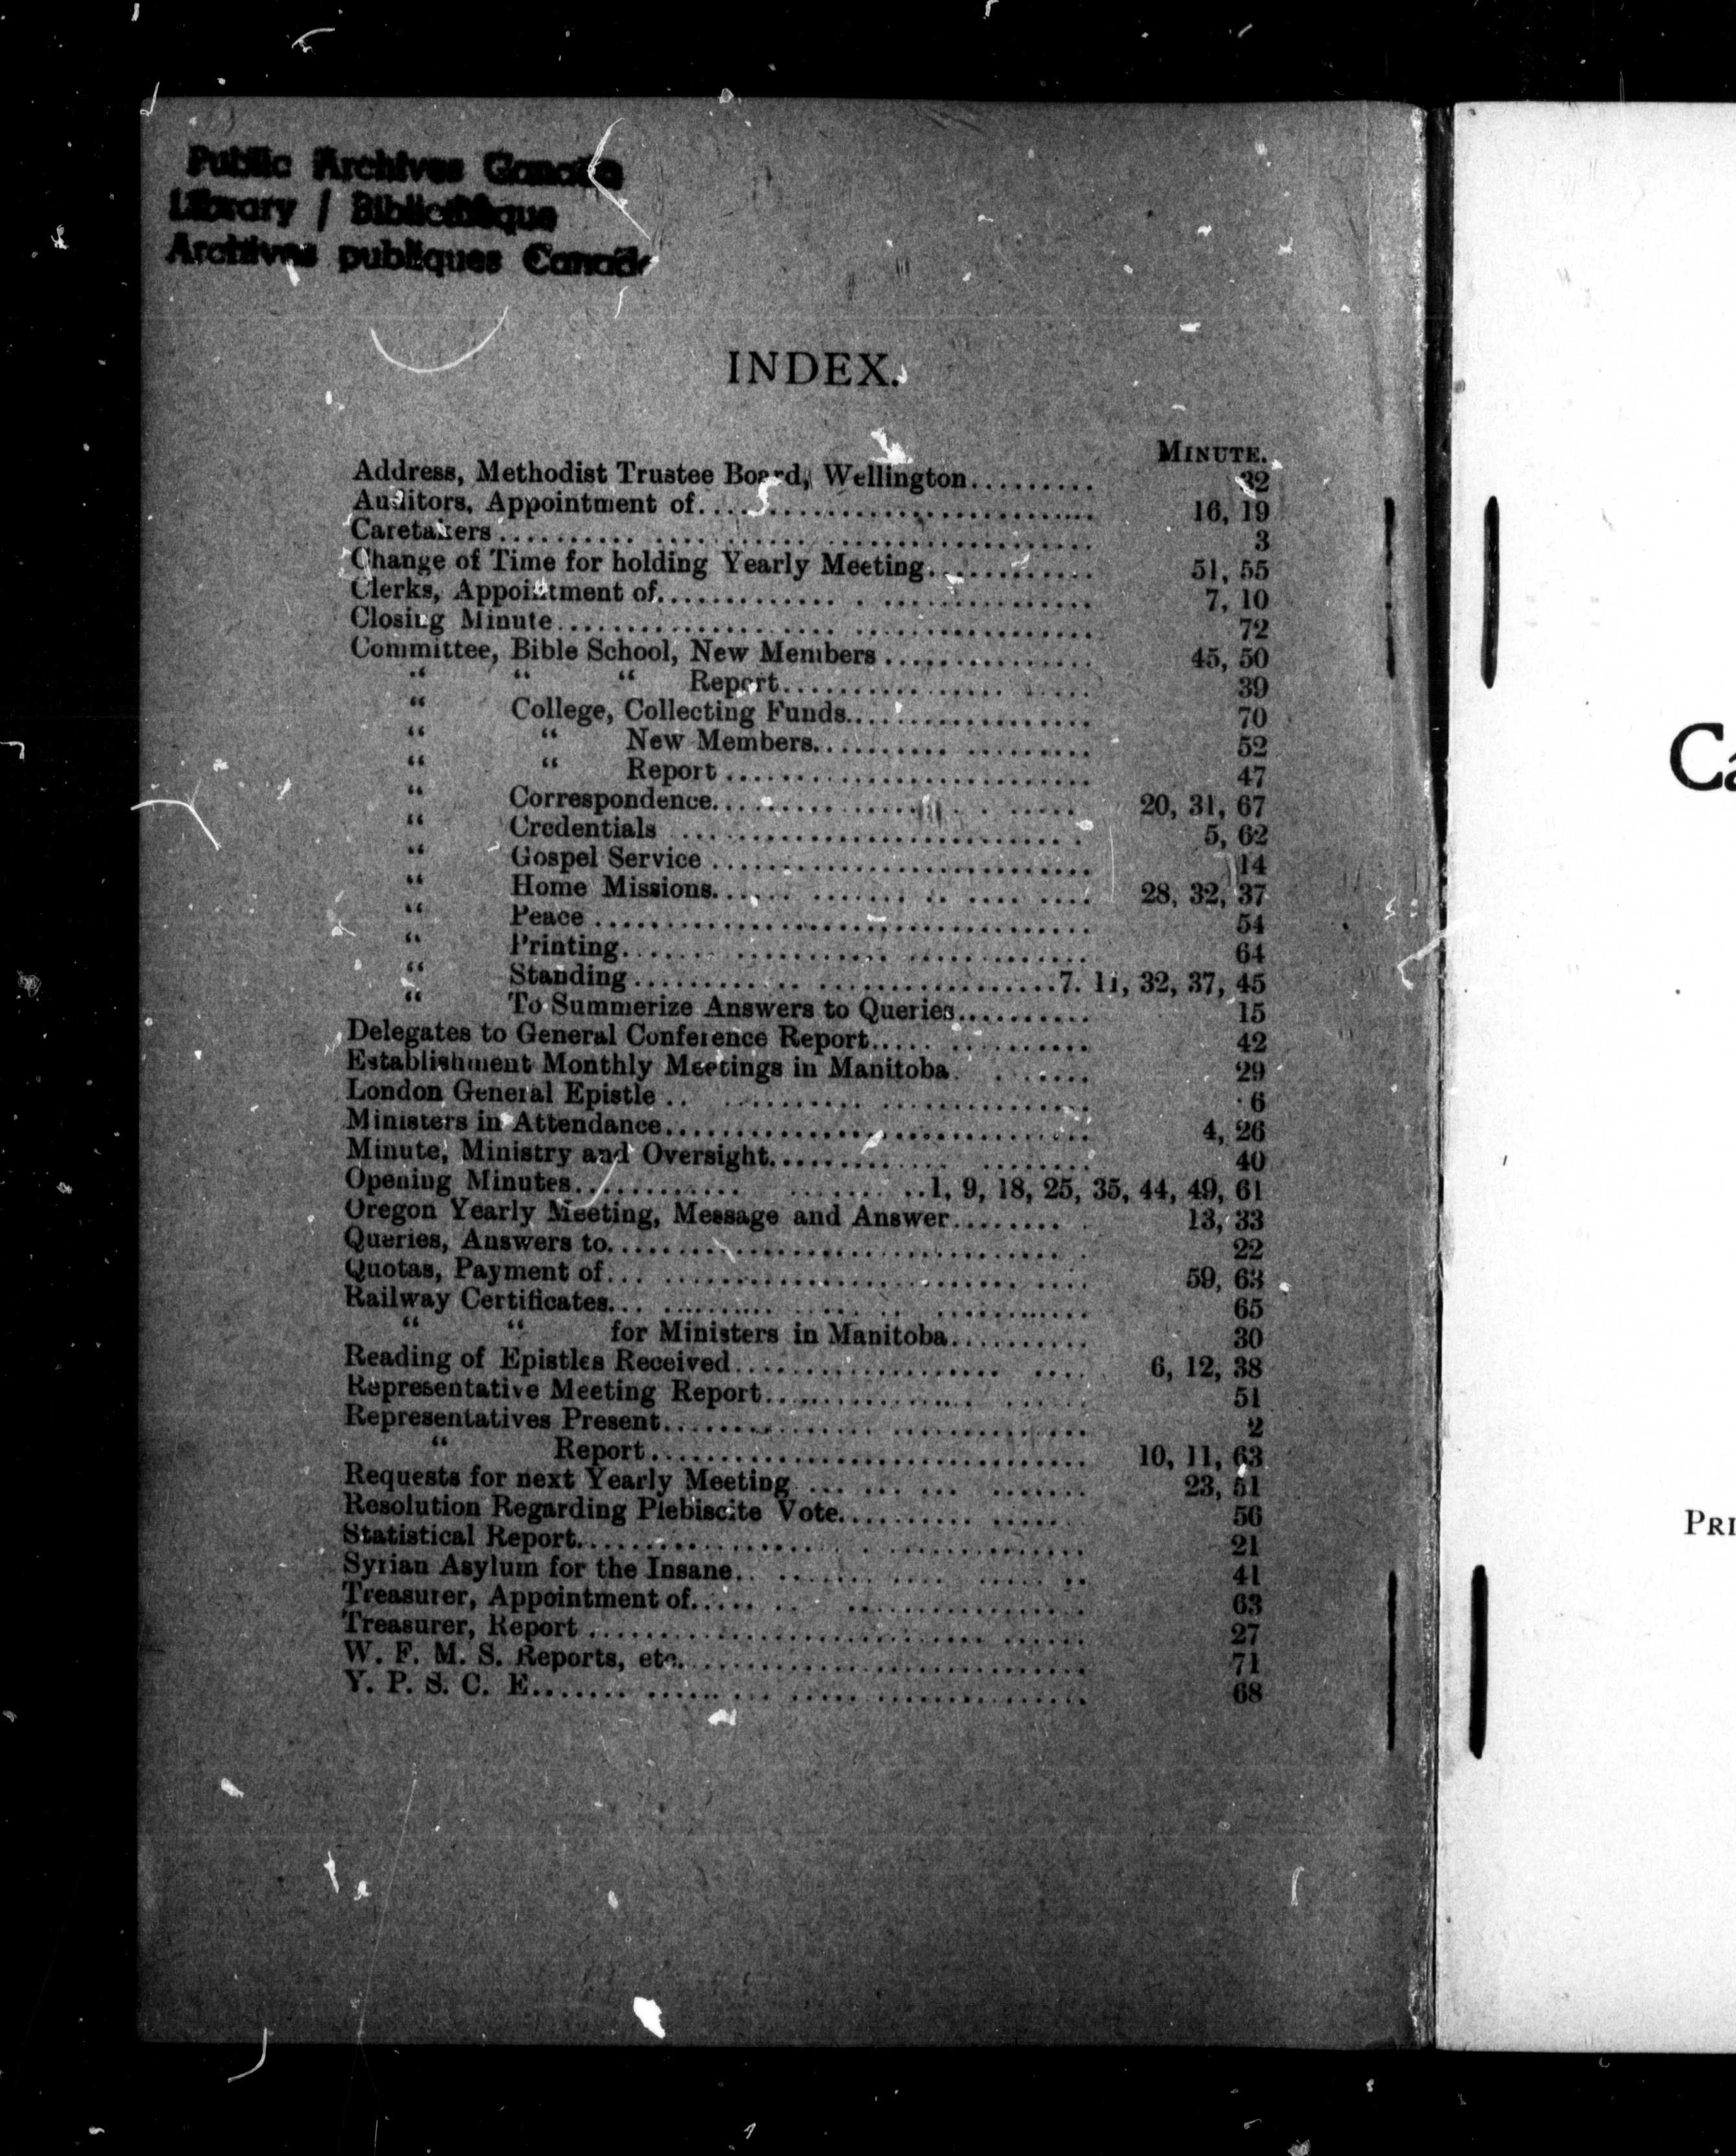 Public Archives Canada
Library / Bibliothèque
Archives publiques Canada
INDEX.
MINUTE.
Address, Methodist Trustee Board, Wellington......... 32
Auditors, Appointment of............................ 16, 19
Caretakers.......................................... 3
Change of Time for holding Yearly Meeting............ 51, 55
Clerks, Appointment of.............................. 7, 10
Closing Minute...................................... 72
Committee, Bible School, New Members ............... 45, 50
“ “ “ Report...................... 39
“ College, Collecting Funds.................. 70
“ “ New Members................... 52
“ “ Report .......................... 47
“ Correspondence......................... 20, 31, 67
“ Credentials ............................ 5, 62
“ Gospel Service ........................... 14
“ Home Missions........................... 28, 32, 37
“ Peace ................................... 54
“ Printing................................. 64
“ Standing..............................7. 11, 32, 37, 45
“ To Summerize Answers to Queries.......... 15
Delegates to General Conference Report............... 42
Establishment Monthly Meetings in Manitoba. ....... 29
London General Epistle .............................. 6
Ministers in Attendance.............................. 4, 26
Minute, Ministry and Oversight....................... 40
Opening Minutes.........................1, 9, 18, 25, 35, 44, 49, 61
Oregon Yearly Meeting, Message and Answer......... 13, 33
Queries, Answers to.................................. 22
Quotas, Payment of................................... 59, 63
Railway Certificates................................. 65
“ “ for Ministers in Manitoba.......... 30
Reading of Epistles Received....................... 6, 12, 38
Representative Meeting Report........................ 51
Representatives Present.............................. 2
“ Report............................... 10, 11, 63
Requests for next Yearly Meeting .................... 23, 51
Resolution Regarding Plebiscite Vote................. 56
Statistical Report................................... 21
Syrian Asylum for the Insane......................... 41
Treasurer, Appointment of............................ 63
Treasurer, Report ................................... 27
W. F. M. S. Reports, etc............................. 71
Y. P. S. C. E........................................ 68
Ca
PRI